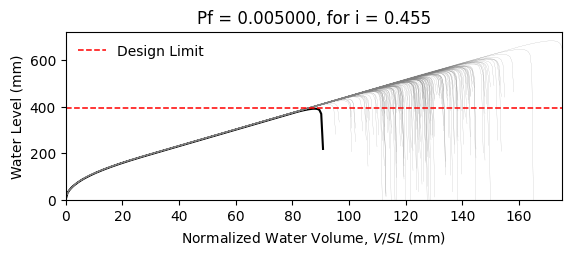 Pf = 0.005000, for i = 0.455
Water Level (mm)
600
400
200
0
Design Limit
0 20 40 60 80 100 120 140 160
Normalized Water Volume, V/SL (mm)